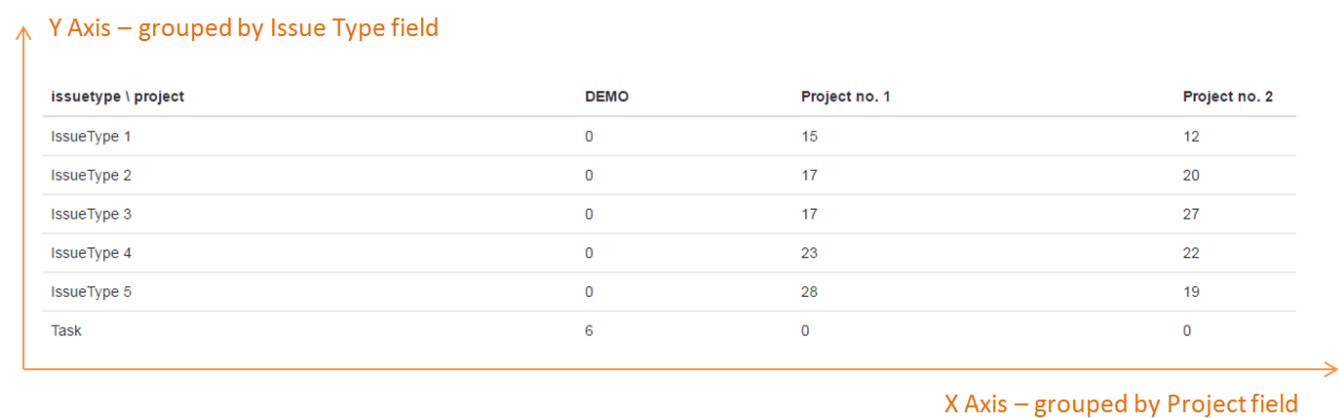 Y Axis – grouped by Issue Type field
issuetype \ project DEMO Project no. 1 Project no. 2
IssueType 1 0 15 12
IssueType 2 0 17 20
IssueType 3 0 17 27
IssueType 4 0 23 22
IssueType 5 0 28 19
Task 6 0 0
X Axis – grouped by Project field